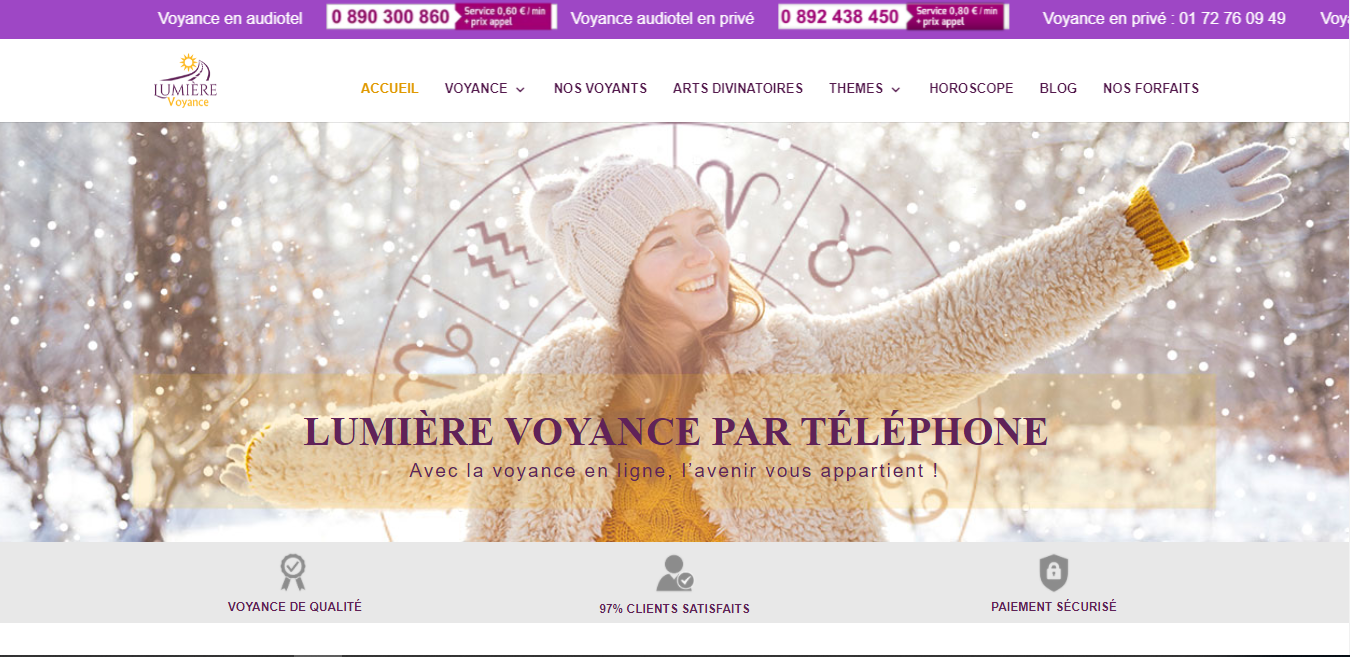 Voyance en audiotel 0 890 300 860 Service 0,60 € / min + prix appel Voyance audiotel en privé 0 892 438 450 Service 0,80 € / min + prix appel Voyance en privé : 01 72 76 09 49 Voya
LUMIÈRE
Voyance
ACCUEIL VOYANCE NOS VOYANTS ARTS DIVINATOIRES THEMES HOROSCOPE BLOG NOS FORFAITS
LUMIÈRE VOYANCE PAR TÉLÉPHONE
Avec la voyance en ligne, l’avenir vous appartient !
VOYANCE DE QUALITÉ 97% CLIENTS SATISFAITS PAIEMENT SÉCURISÉ